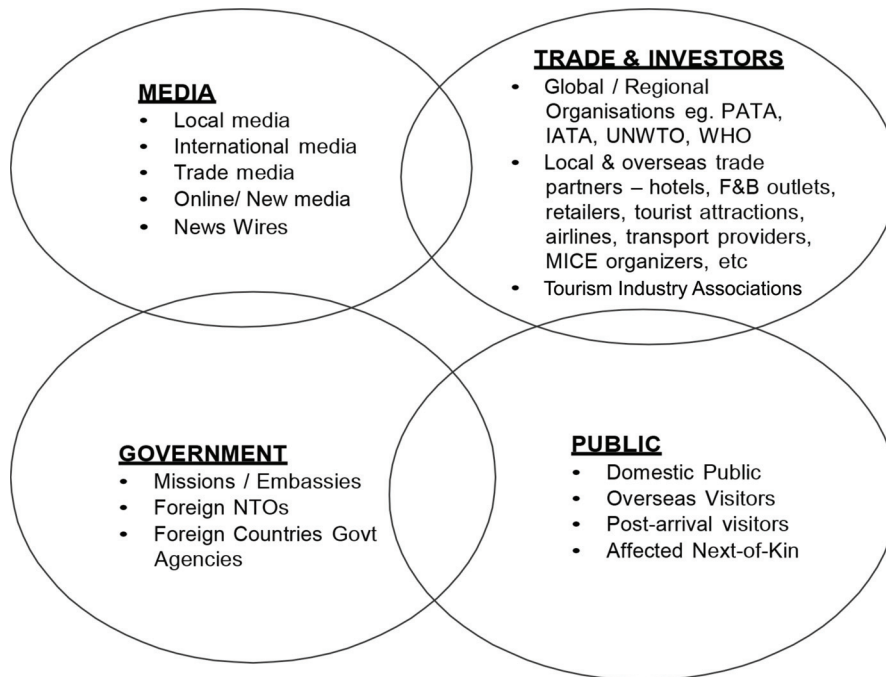 MEDIA
• Local media
• International media
• Trade media
• Online/ New media
• News Wires
TRADE & INVESTORS
• Global / Regional
Organisations eg. PATA,
IATA, UNWTO, WHO
• Local & overseas trade
partners – hotels, F&B outlets,
retailers, tourist attractions,
airlines, transport providers,
MICE organizers, etc
• Tourism Industry Associations
GOVERNMENT
• Missions / Embassies
• Foreign NTOs
• Foreign Countries Govt
Agencies
PUBLIC
• Domestic Public
• Overseas Visitors
• Post-arrival visitors
• Affected Next-of-Kin